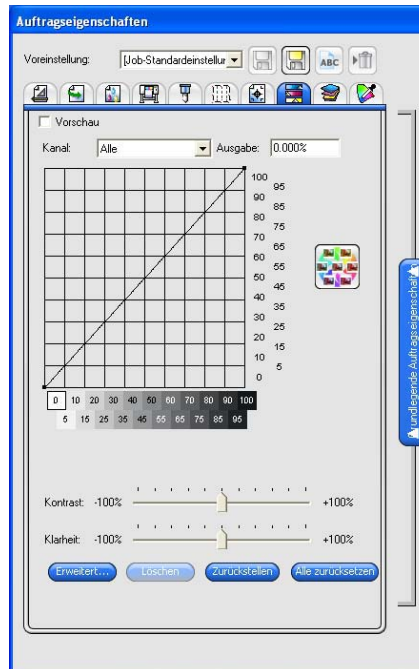 Auftragseigenschaften
Voreinstellung: [Job-Standardeinstellur
ABC
Vorschau
Kanal: Alle Ausgabe: 0.000%
100
95
90
85
80
75
70
65
60
55
50
45
40
35
30
25
20
15
10
5
0
0 10 20 30 40 50 60 70 80 90 100
5 15 25 35 45 55 65 75 85 95
Kontrast: -100% +100%
Klarheit: -100% +100%
Erweitert... Löschen Zurückstellen Alle zurücksetzen
Grundlegende Auftragseigenschaften